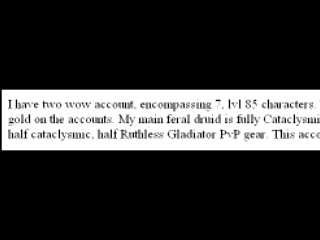 I have two wow account, encompassing 7, lvl 85 characters.
gold on the accounts. My main feral druid is fully Cataclysmi
half cataclysmic, half Ruthless Gladiator PvP gear. This acco